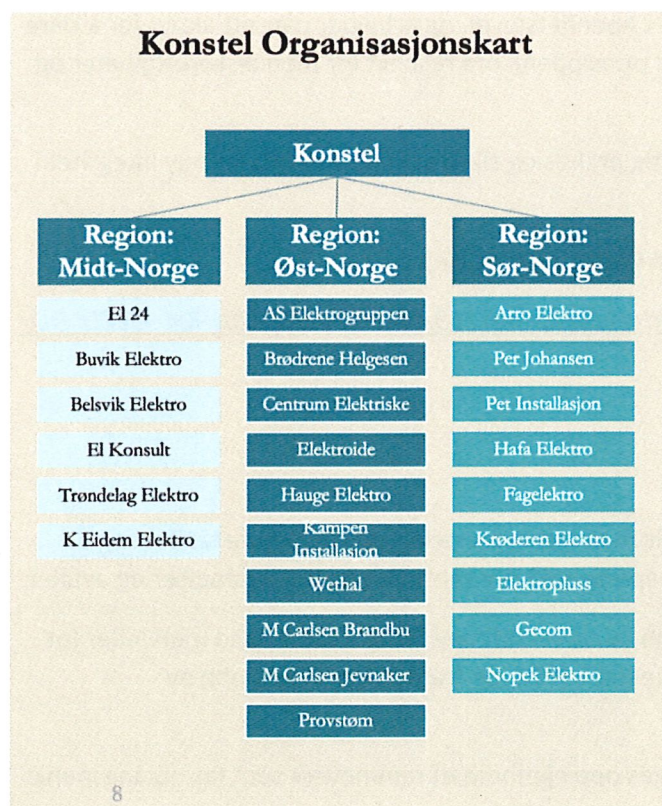 Konstel Organisasjonskart
Konstel
Region:
Midt-Norge
El 24
Buvik Elektro
Belsvik Elektro
El Konsult
Trøndelag Elektro
K Eidem Elektro
Region:
Øst-Norge
AS Elektrogruppen
Brødrene Helgesen
Centrum Elektriske
Elektroide
Hauge Elektro
Kampen
Installasjon
Wethal
M Carlsen Brandbu
M Carlsen Jevnaker
Provstøm
Region:
Sør-Norge
Arro Elektro
Per Johansen
Pet Installasjon
Hafa Elektro
Fagelektro
Krøderen Elektro
Elektropluss
Gecom
Nopek Elektro
8